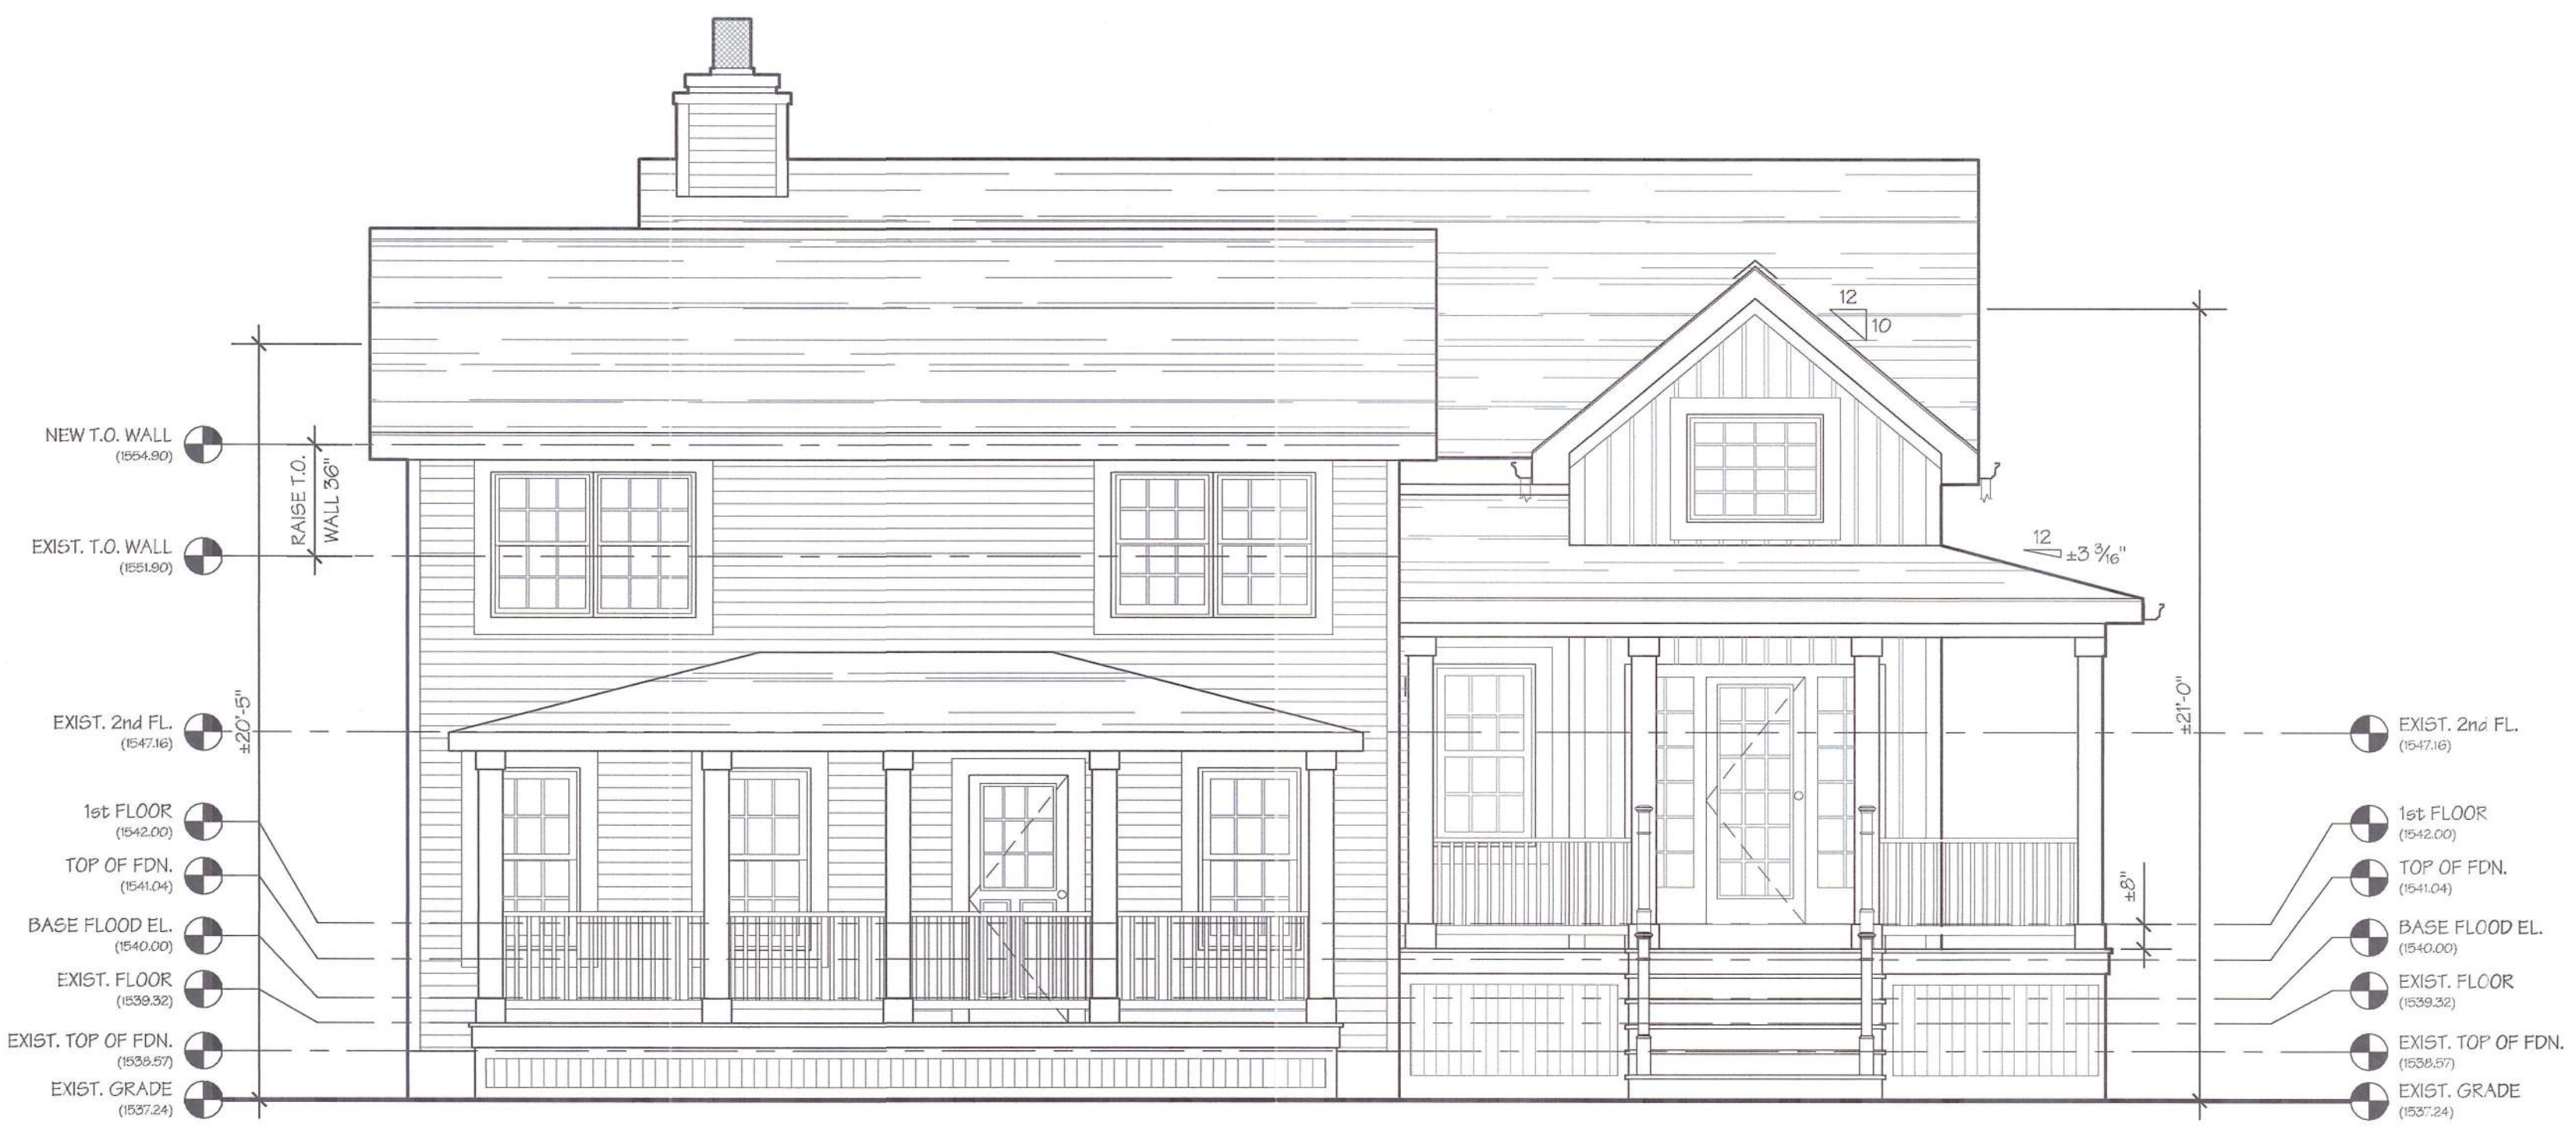 12
10
NEW T.O. WALL
(1554.90)
RAISE T.O.
WALL 36"
EXIST. T.O. WALL
(1551.90)
12
±3 3/16"
±20'-5"
±21'-0"
EXIST. 2nd FL.
(1547.16)
1st FLOOR
(1542.00)
TOP OF FDN.
(1541.04)
BASE FLOOD EL.
(1540.00)
EXIST. FLOOR
(1539.32)
EXIST. TOP OF FDN.
(1538.57)
EXIST. GRADE
(1537.24)
±8"
EXIST. 2nd FL.
(1547.16)
1st FLOOR
(1542.00)
TOP OF FDN.
(1541.04)
BASE FLOOD EL.
(1540.00)
EXIST. FLOOR
(1539.32)
EXIST. TOP OF FDN.
(1538.57)
EXIST. GRADE
(1537.24)